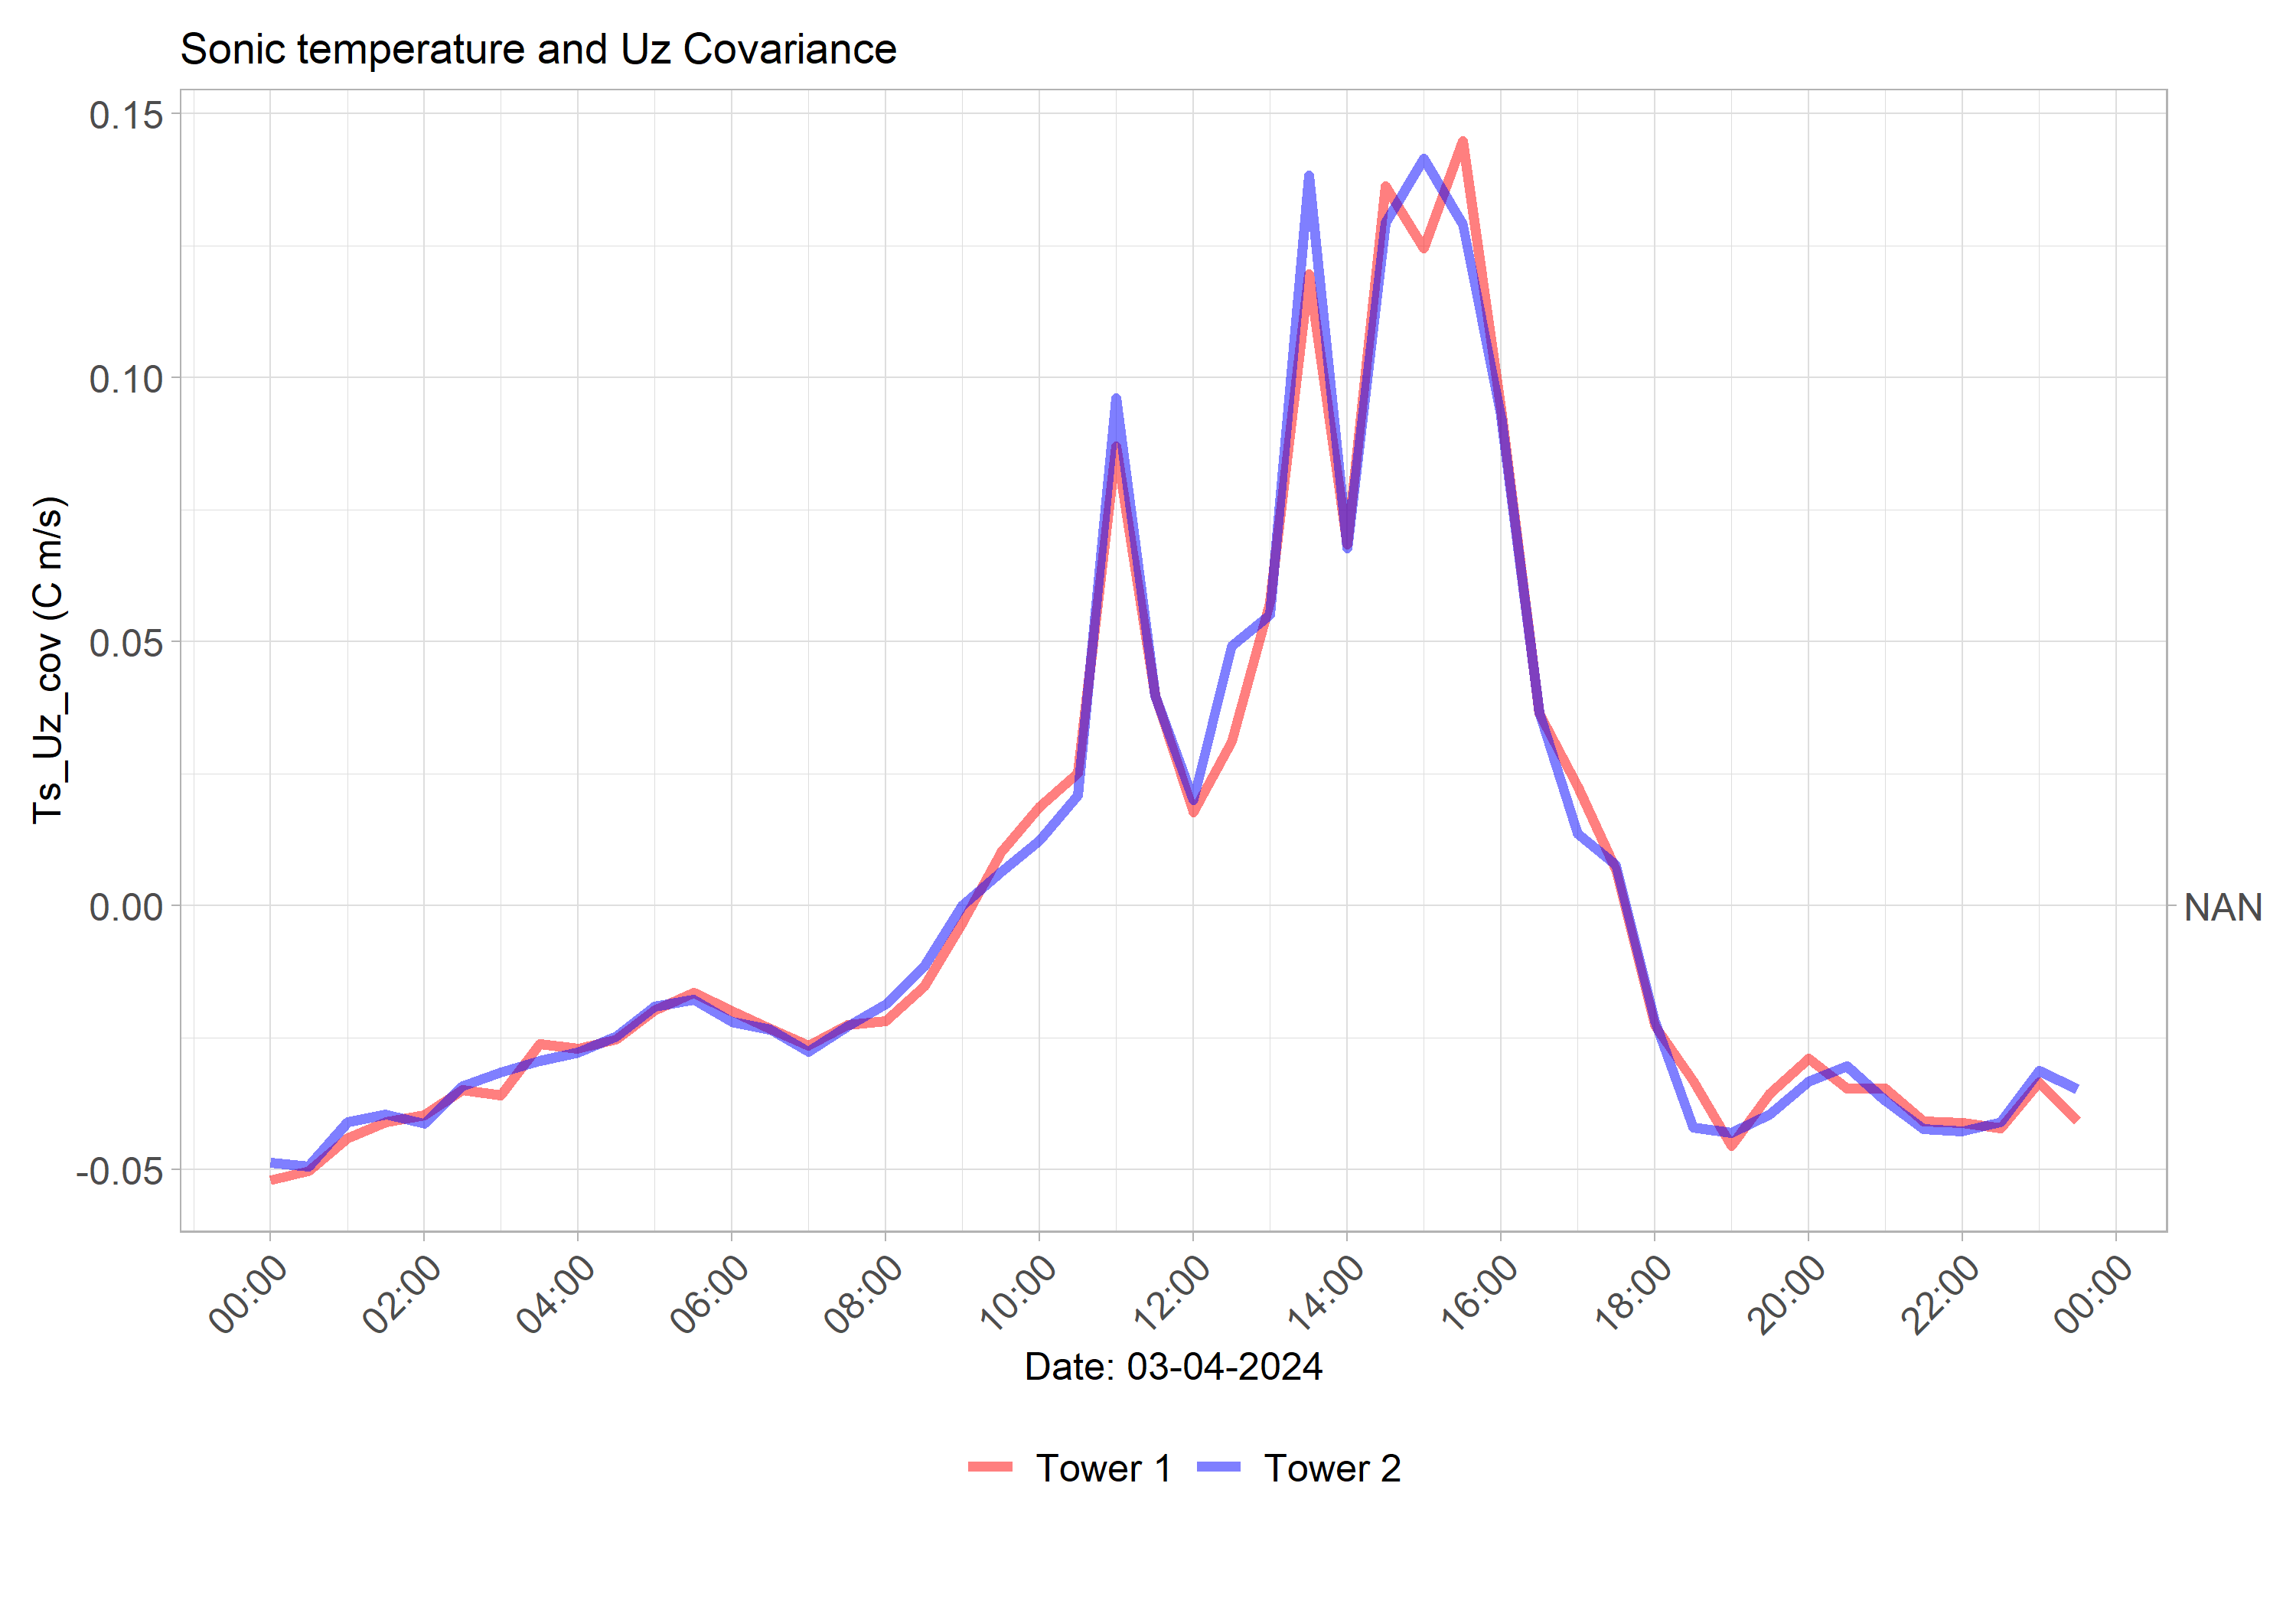 Sonic temperature and Uz Covariance
Ts_Uz_cov (C m/s)
0.15
0.10
0.05
0.00
-0.05
NAN
00:00 02:00 04:00 06:00 08:00 10:00 12:00 14:00 16:00 18:00 20:00 22:00 00:00
Date: 03-04-2024
Tower 1 Tower 2